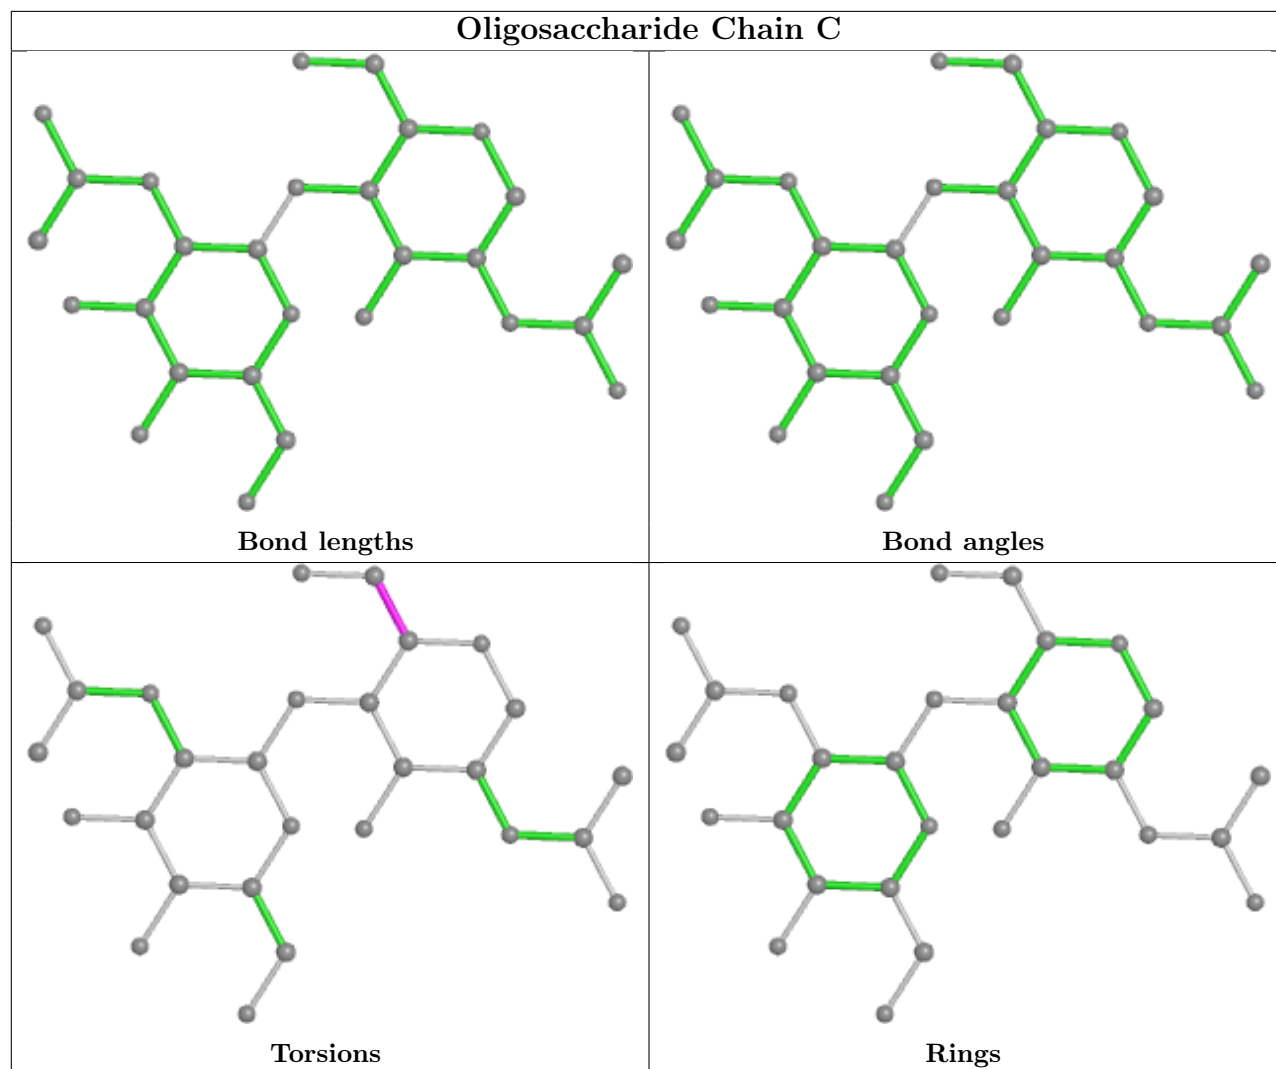 Oligosaccharide Chain C
Bond lengths
Bond angles
Torsions
Rings